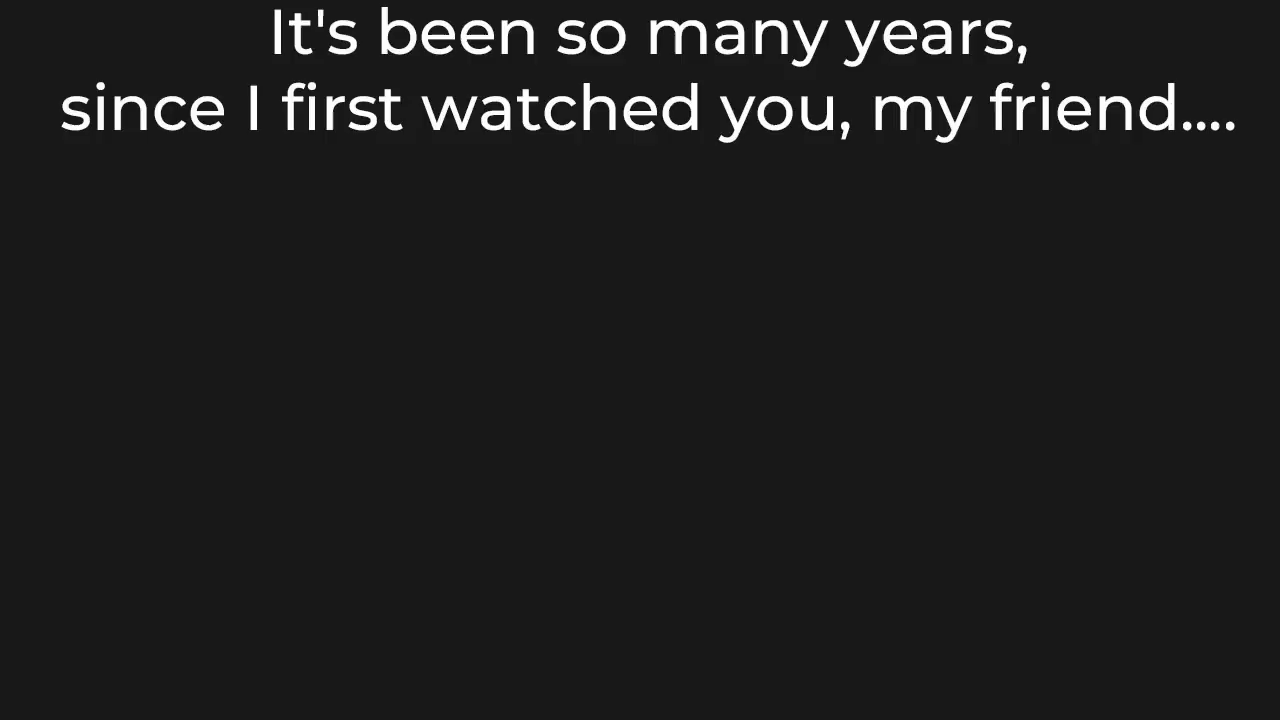 It's been so many years,
since I first watched you, my friend....